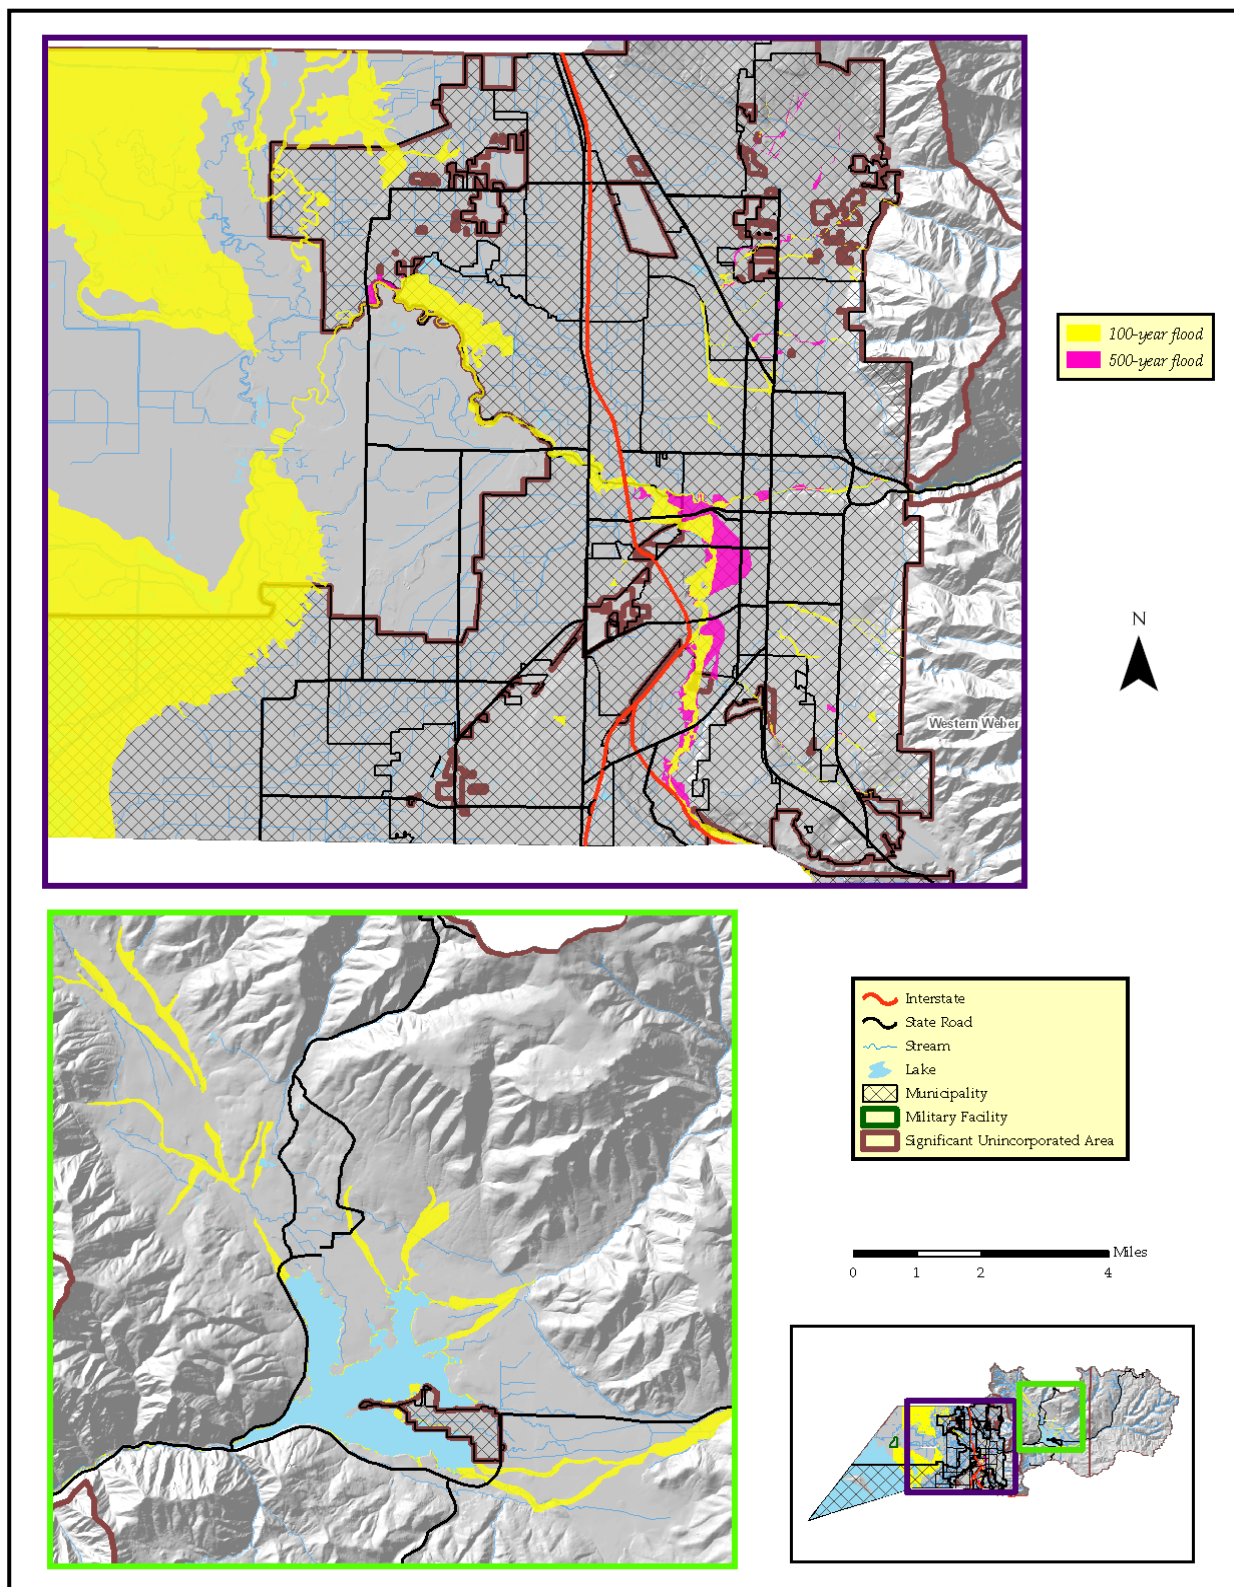 100-year flood
500-year flood
N
Western Weber
Interstate
State Road
Stream
Lake
Municipality
Military Facility
Significant Unincorporated Area
Miles
0 1 2 4